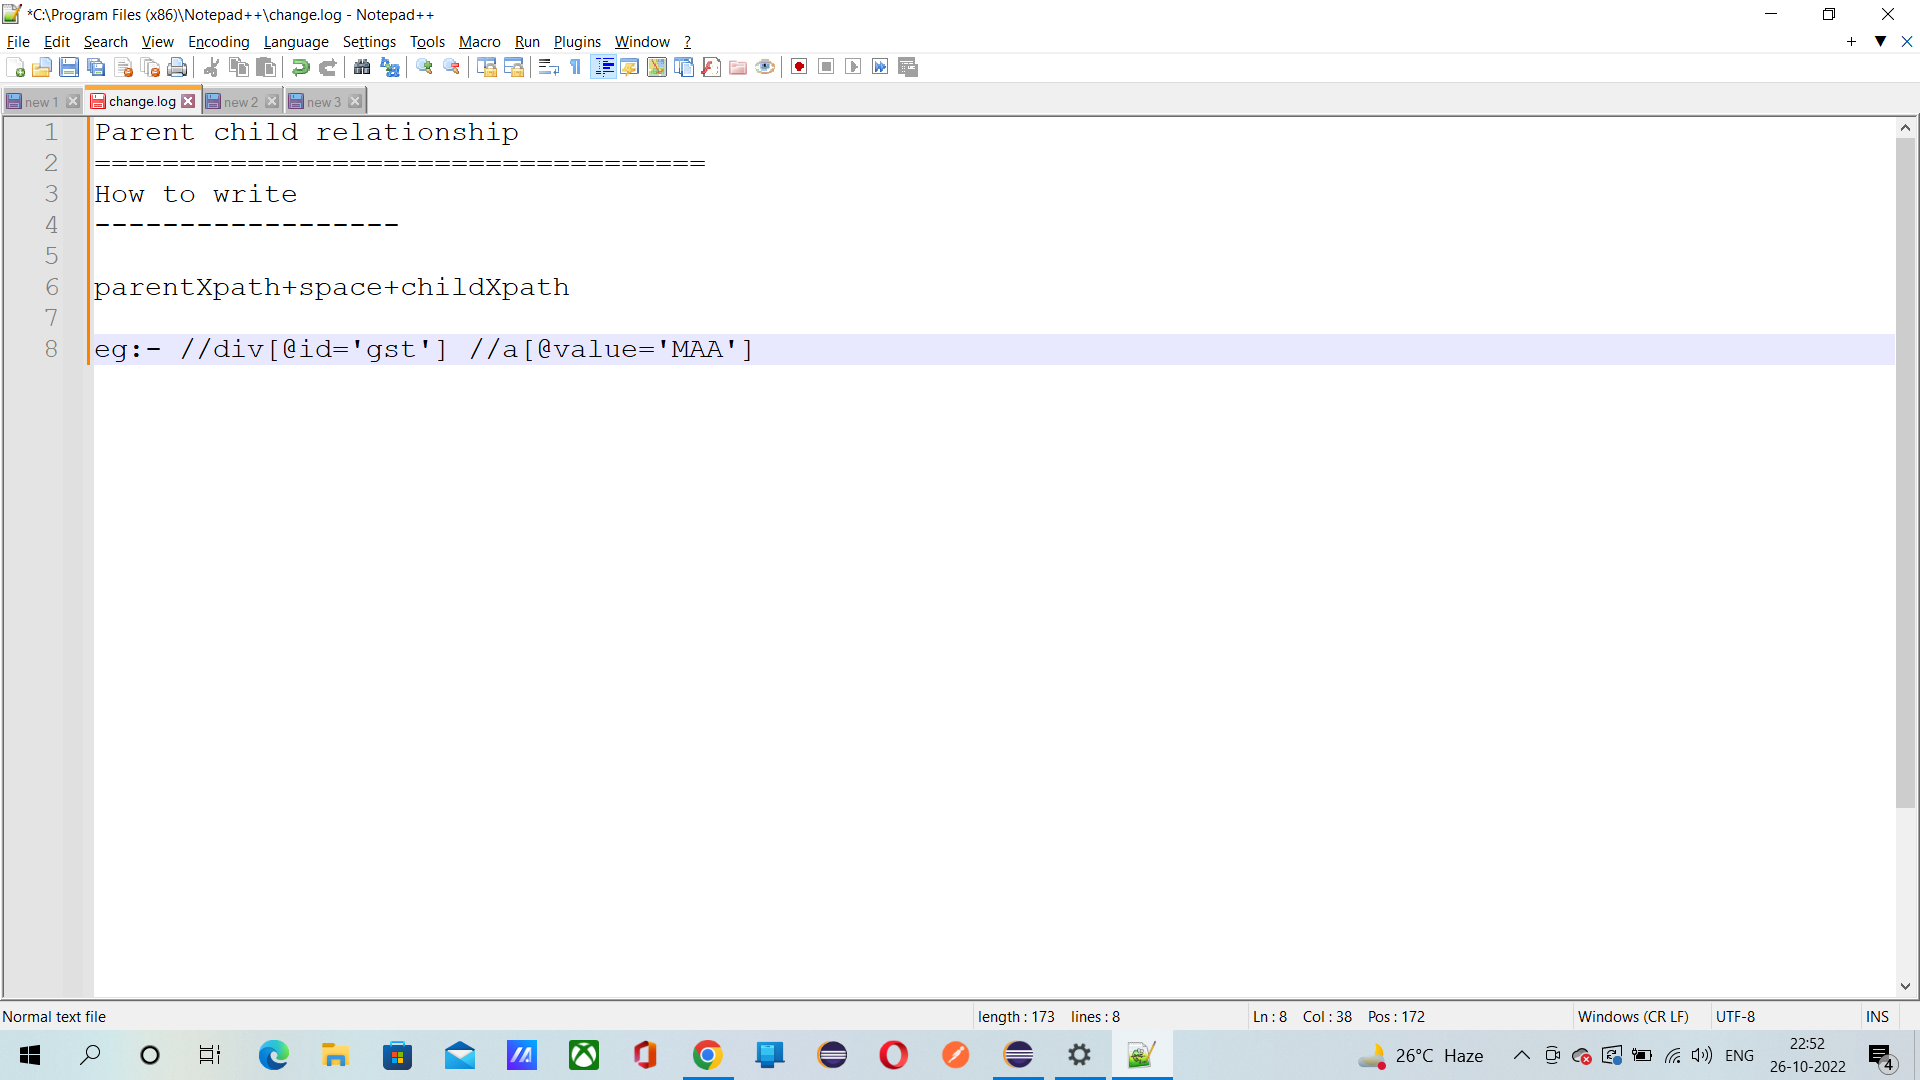 *C:\Program Files (x86)\Notepad++\change.log - Notepad++
File Edit Search View Encoding Language Settings Tools Macro Run Plugins Window ?
new 1 change.log new 2 new 3
1 Parent child relationship
2 ====================================
3 How to write
4 ------------------
5
6 parentXpath+space+childXpath
7
8 eg:- //div[@id='gst'] //a[@value='MAA']
Normal text file length : 173 lines : 8 Ln : 8 Col : 38 Pos : 172 Windows (CR LF) UTF-8 INS
26°C Haze ENG 22:52
26-10-2022 4